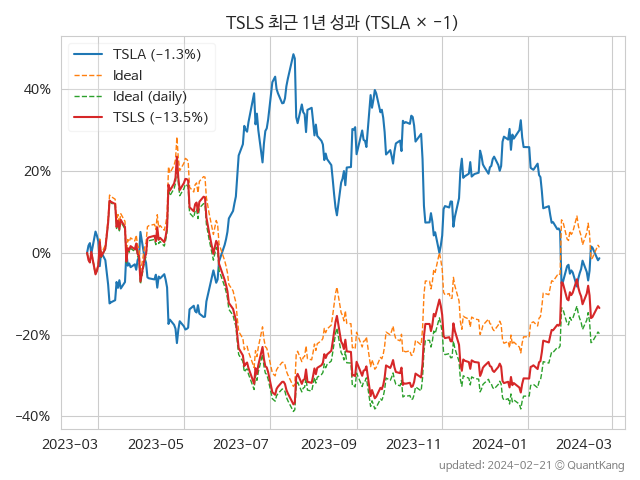 TSLS 최근 1년 성과 (TSLA × −1)
TSLA (−1.3%)
Ideal
Ideal (daily)
TSLS (−13.5%)
40%
20%
0%
−20%
−40%
2023-03 2023-05 2023-07 2023-09 2023-11 2024-01 2024-03
updated: 2024-02-21 © QuantKang